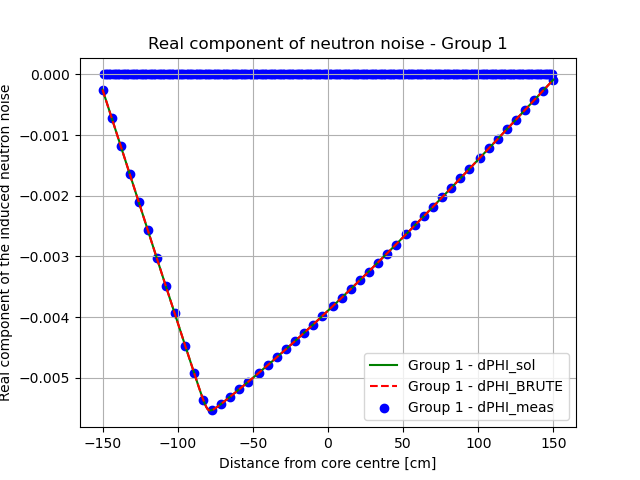 Real component of neutron noise - Group 1
Real component of the induced neutron noise
0.000
−0.001
−0.002
−0.003
−0.004
−0.005
Group 1 - dPHI_sol
Group 1 - dPHI_BRUTE
Group 1 - dPHI_meas
−150
−100
−50
0
50
100
150
Distance from core centre [cm]